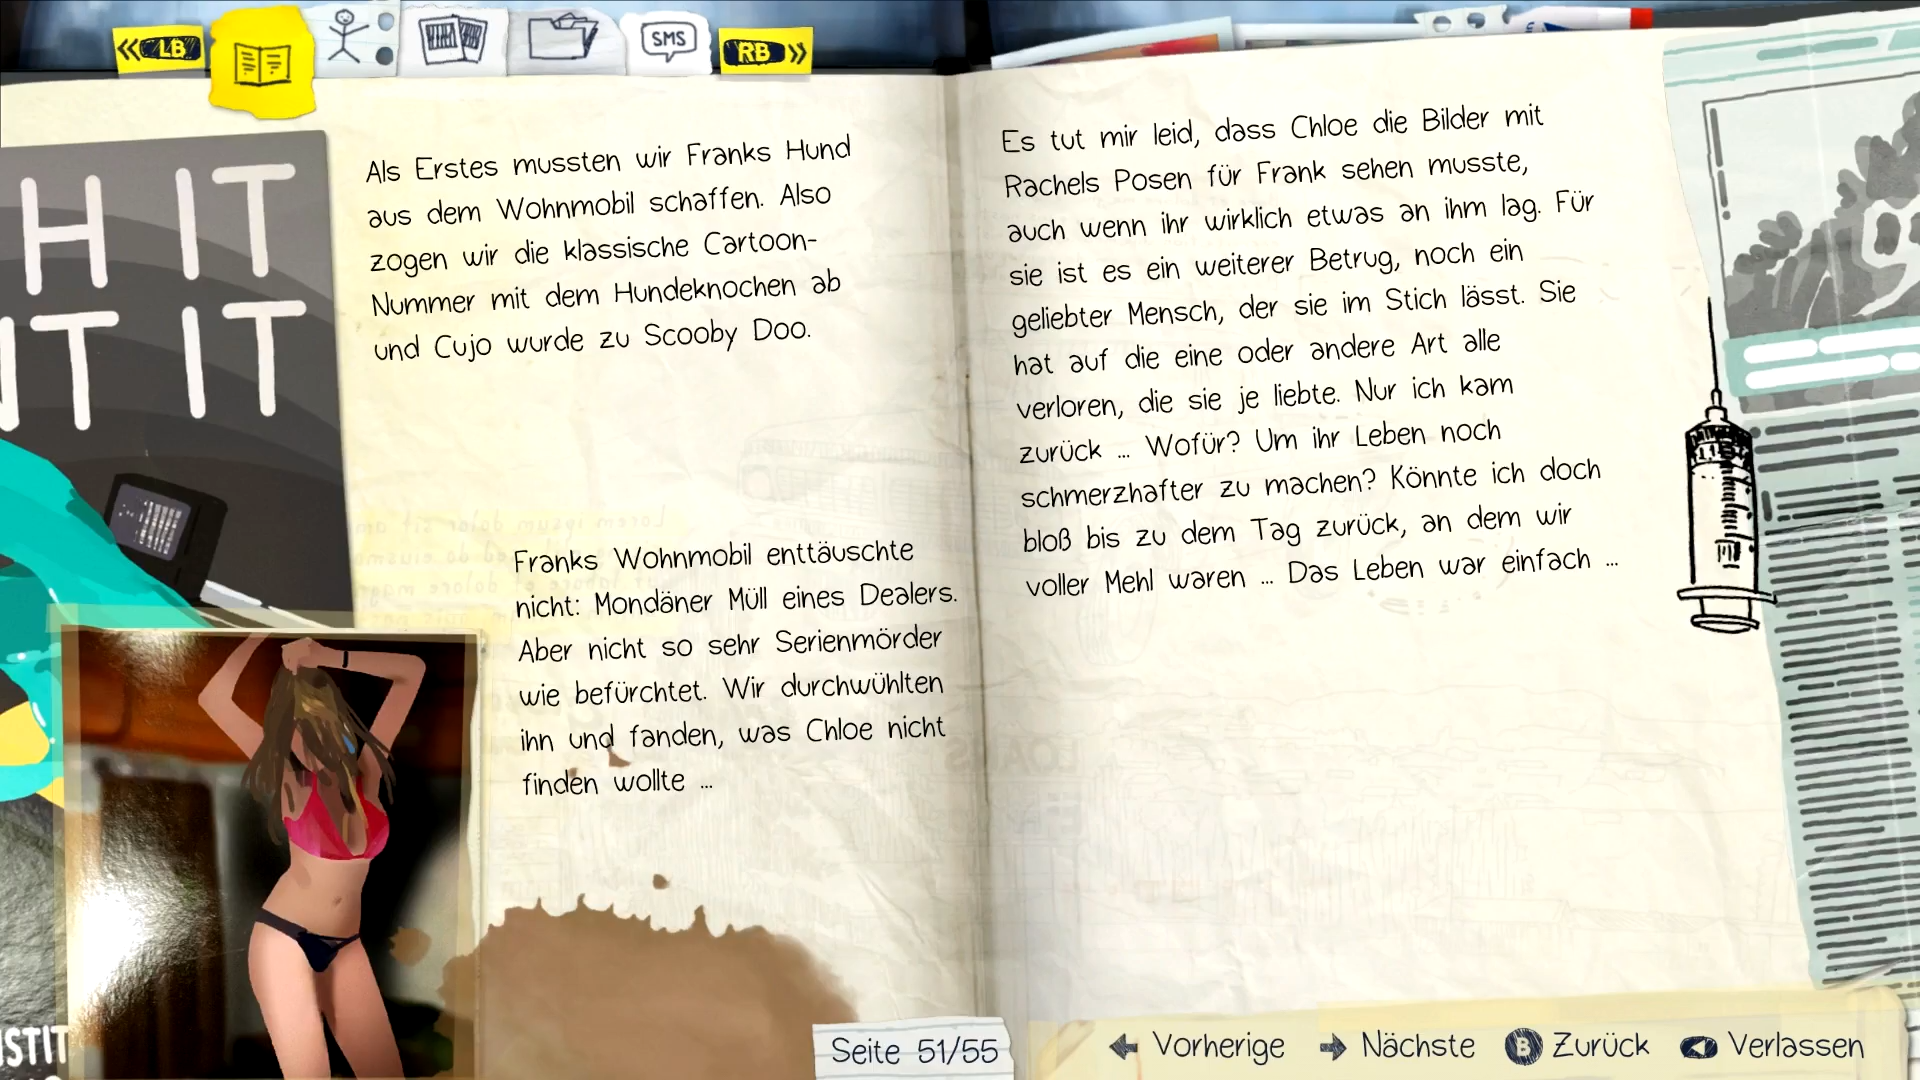 LB
SMS
RB
H IT
NT IT
Als Erstes mussten wir Franks Hund
aus dem Wohnmobil schaffen. Also
zogen wir die klassische Cartoon-
Nummer mit dem Hundeknochen ab
und Cujo wurde zu Scooby Doo.
Franks Wohnmobil enttäuschte
nicht: Mondäner Müll eines Dealers.
Aber nicht so sehr Serienmörder
wie befürchtet. Wir durchwühlten
ihn und fanden, was Chloe nicht
finden wollte ...
Es tut mir leid, dass Chloe die Bilder mit
Rachels Posen für Frank sehen musste,
auch wenn ihr wirklich etwas an ihm lag. Für
sie ist es ein weiterer Betrug, noch ein
geliebter Mensch, der sie im Stich lässt. Sie
hat auf die eine oder andere Art alle
verloren, die sie je liebte. Nur ich kam
zurück ... Wofür? Um ihr Leben noch
schmerzhafter zu machen? Könnte ich doch
bloß bis zu dem Tag zurück, an dem wir
voller Mehl waren ... Das Leben war einfach ...
STIT
Seite 51/55
Vorherige
Nächste
B Zurück
Verlassen